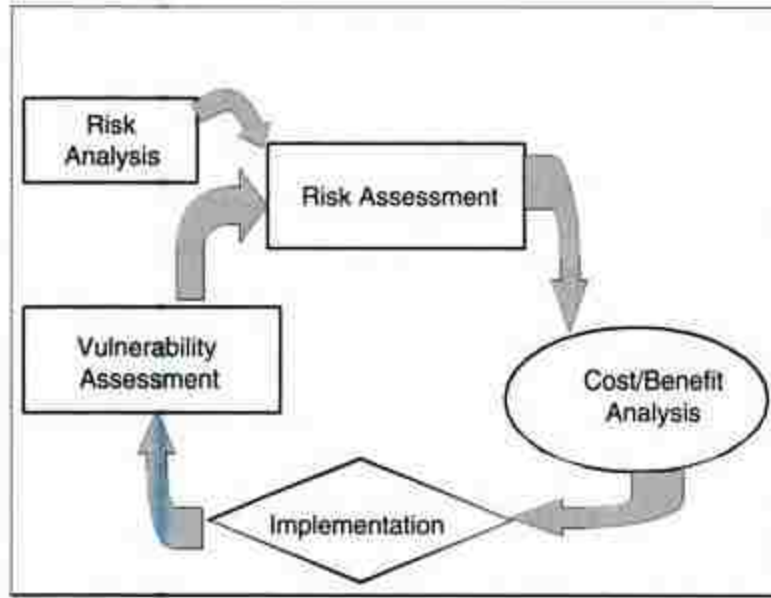 Risk
Analysis
Risk Assessment
Vulnerability
Assessment
Cost/Benefit
Analysis
Implementation